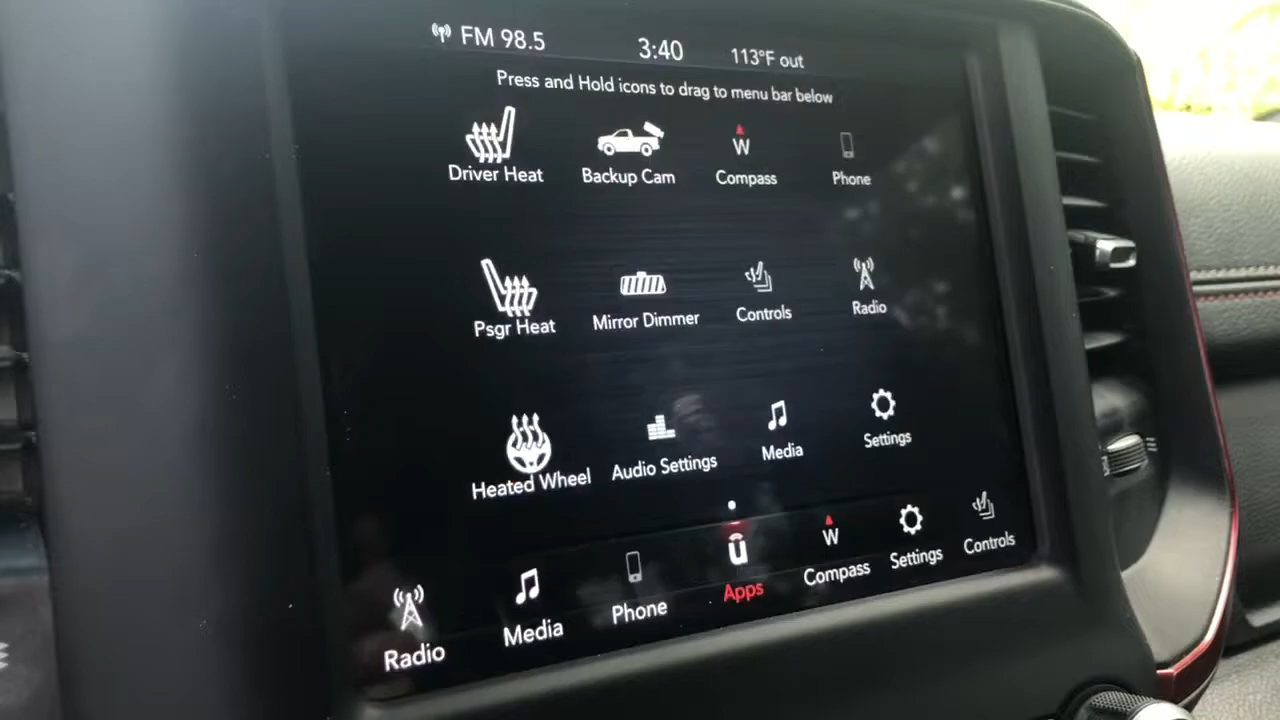 FM 98.5 3:40 113°F out
Press and Hold icons to drag to menu bar below
Driver Heat Backup Cam W Compass Phone
Psgr Heat Mirror Dimmer Controls Radio
Heated Wheel Audio Settings Media Settings
Radio Media Phone ū Apps W Compass Settings Controls